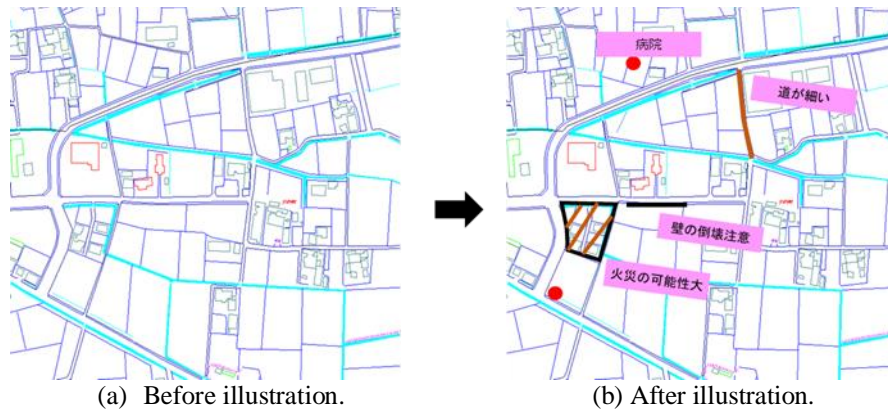 病院
道が細い
壁の倒壊注意
火災の可能性大
(a) Before illustration.
(b) After illustration.